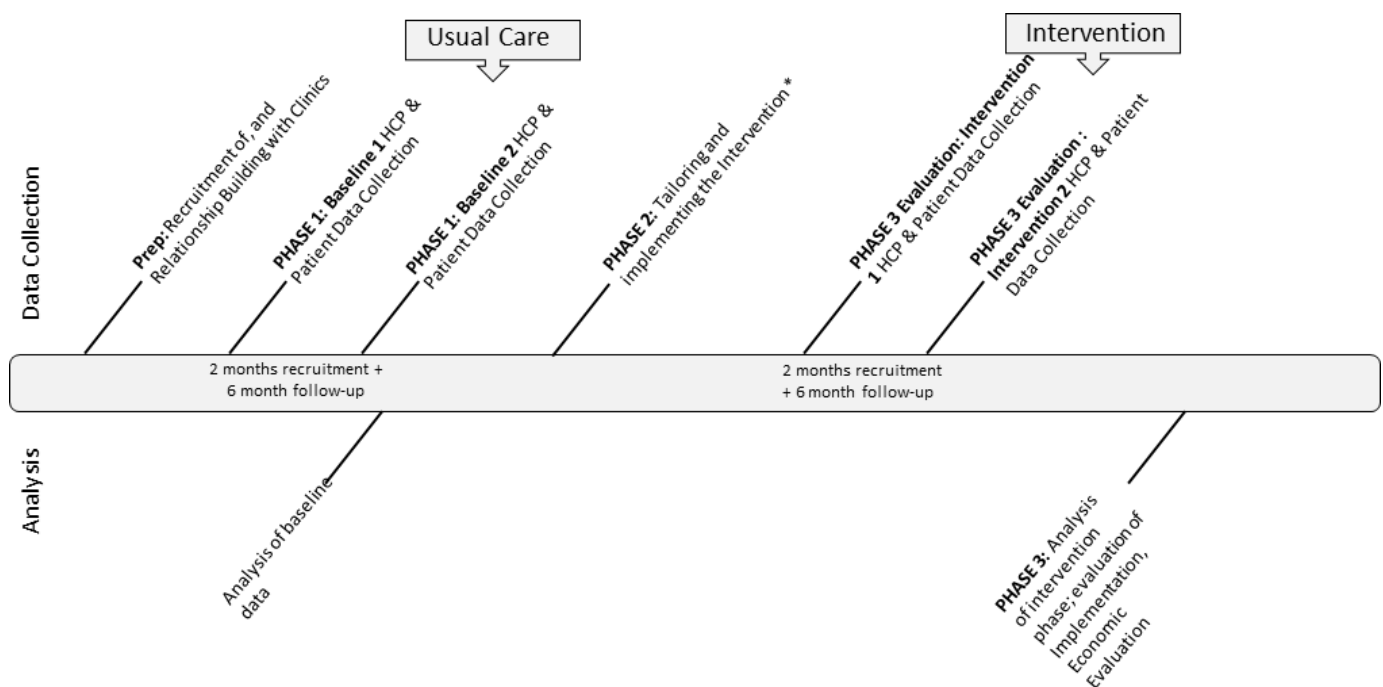 Usual Care
Intervention
Data Collection
Prep: Recruitment of, and
Relationship Building with Clinics
PHASE 1: Baseline 1 HCP &
Patient Data Collection
PHASE 1: Baseline 2 HCP &
Patient Data Collection
PHASE 2: Tailoring and
implementing the Intervention *
PHASE 3 Evaluation: Intervention
1 HCP & Patient Data Collection
PHASE 3 Evaluation :
Intervention 2 HCP & Patient
Data Collection
2 months recruitment +
6 month follow-up
2 months recruitment
+ 6 month follow-up
Analysis
Analysis of baseline
data
PHASE 3: Analysis
of intervention
phase; evaluation of
Implementation,
Economic
Evaluation